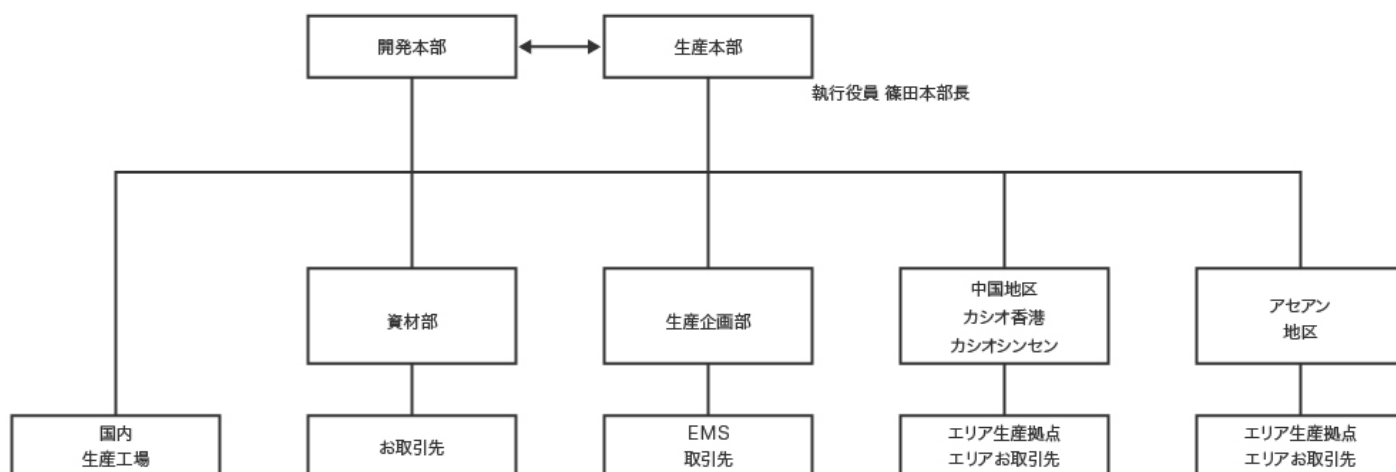 開発本部
生産本部
執行役員 篠田本部長
資材部
生産企画部
中国地区
カシオ香港
カシオシンセン
アセアン
地区
国内
生産工場
お取引先
EMS
取引先
エリア生産拠点
エリアお取引先
エリア生産拠点
エリアお取引先